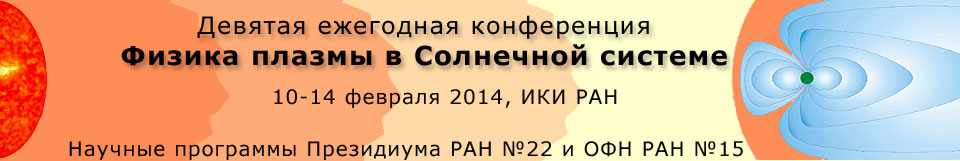 Девятая ежегодная конференция
Физика плазмы в Солнечной системе
10-14 февраля 2014, ИКИ РАН
Научные программы Президиума РАН №22 и ОФН РАН №15